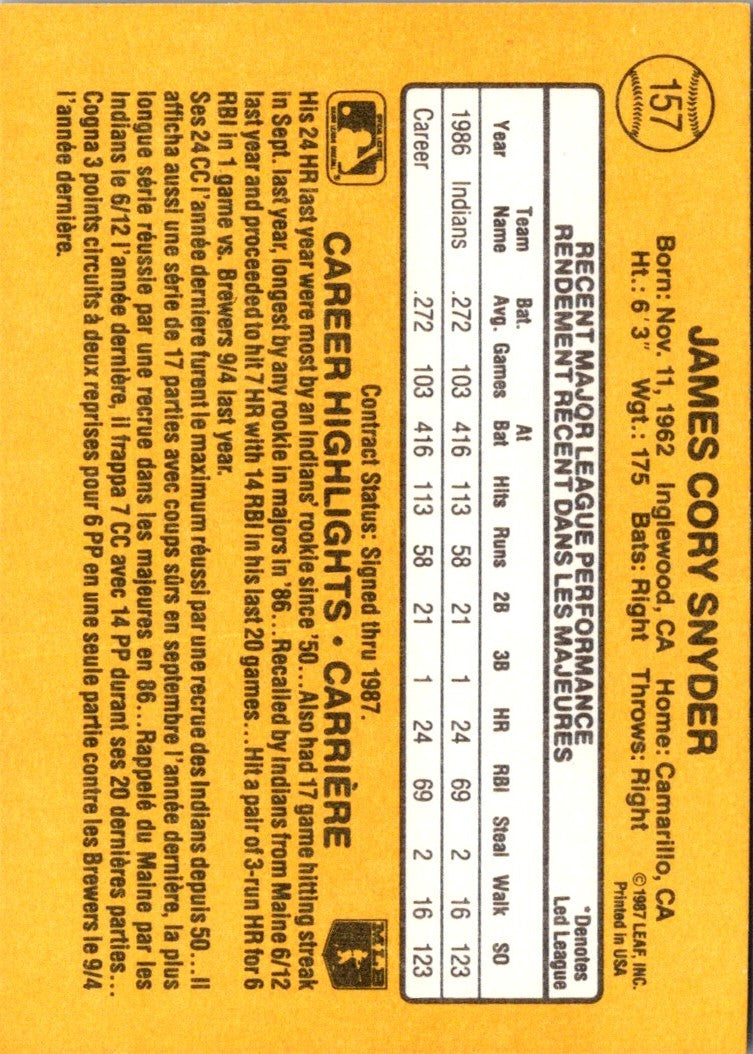 157
JAMES CORY SNYDER
Born: Nov. 11, 1962 Inglewood, CA Home: Camarillo, CA
Ht.: 6'3" Wgt.: 175 Bats: Right Throws: Right
©1987 LEAF, INC.
Printed in USA
RECENT MAJOR LEAGUE PERFORMANCE
RENDEMENT RECENT DANS LES MAJEURES
*Denotes
Led League
Year Team Name Bat. Avg. Games At Bat Hits Runs 2B 3B HR RBI Steal Walk SO
1986 Indians .272 103 416 113 58 21 1 24 69 2 16 123
Career .272 103 416 113 58 21 1 24 69 2 16 123
Contract Status: Signed thru 1987.
CAREER HIGHLIGHTS • CARRIÈRE
MLB
His 24 HR last year were most by an Indians' rookie since '50... Also had 17 game hitting streak
in Sept. last year, longest by any rookie in majors in '86... Recalled by Indians from Maine 6/12
last year and proceeded to hit 7 HR with 14 RBI in his last 20 games... Hit a pair of 3-run HR for 6
RBI in 1 game vs. Brewers 9/4 last year.
Ses 24 CC l'année derniere furent le maximum réussi par une recrue des Indians depuis 50... Il
afficha aussi une série de 17 parties avec coups sûrs en septembre l'année dernière, la plus
longue série réussie par une recrue dans les majeures en 86... Rappelé du Maine par les
Indians le 6/12 l'année dernière, il frappa 7 CC avec 14 PP durant ses 20 dernières parties...
Cogna 3 points circuits à deux reprises pour 6 PP en une seule partie contre les Brewers le 9/4
l'année dernière.